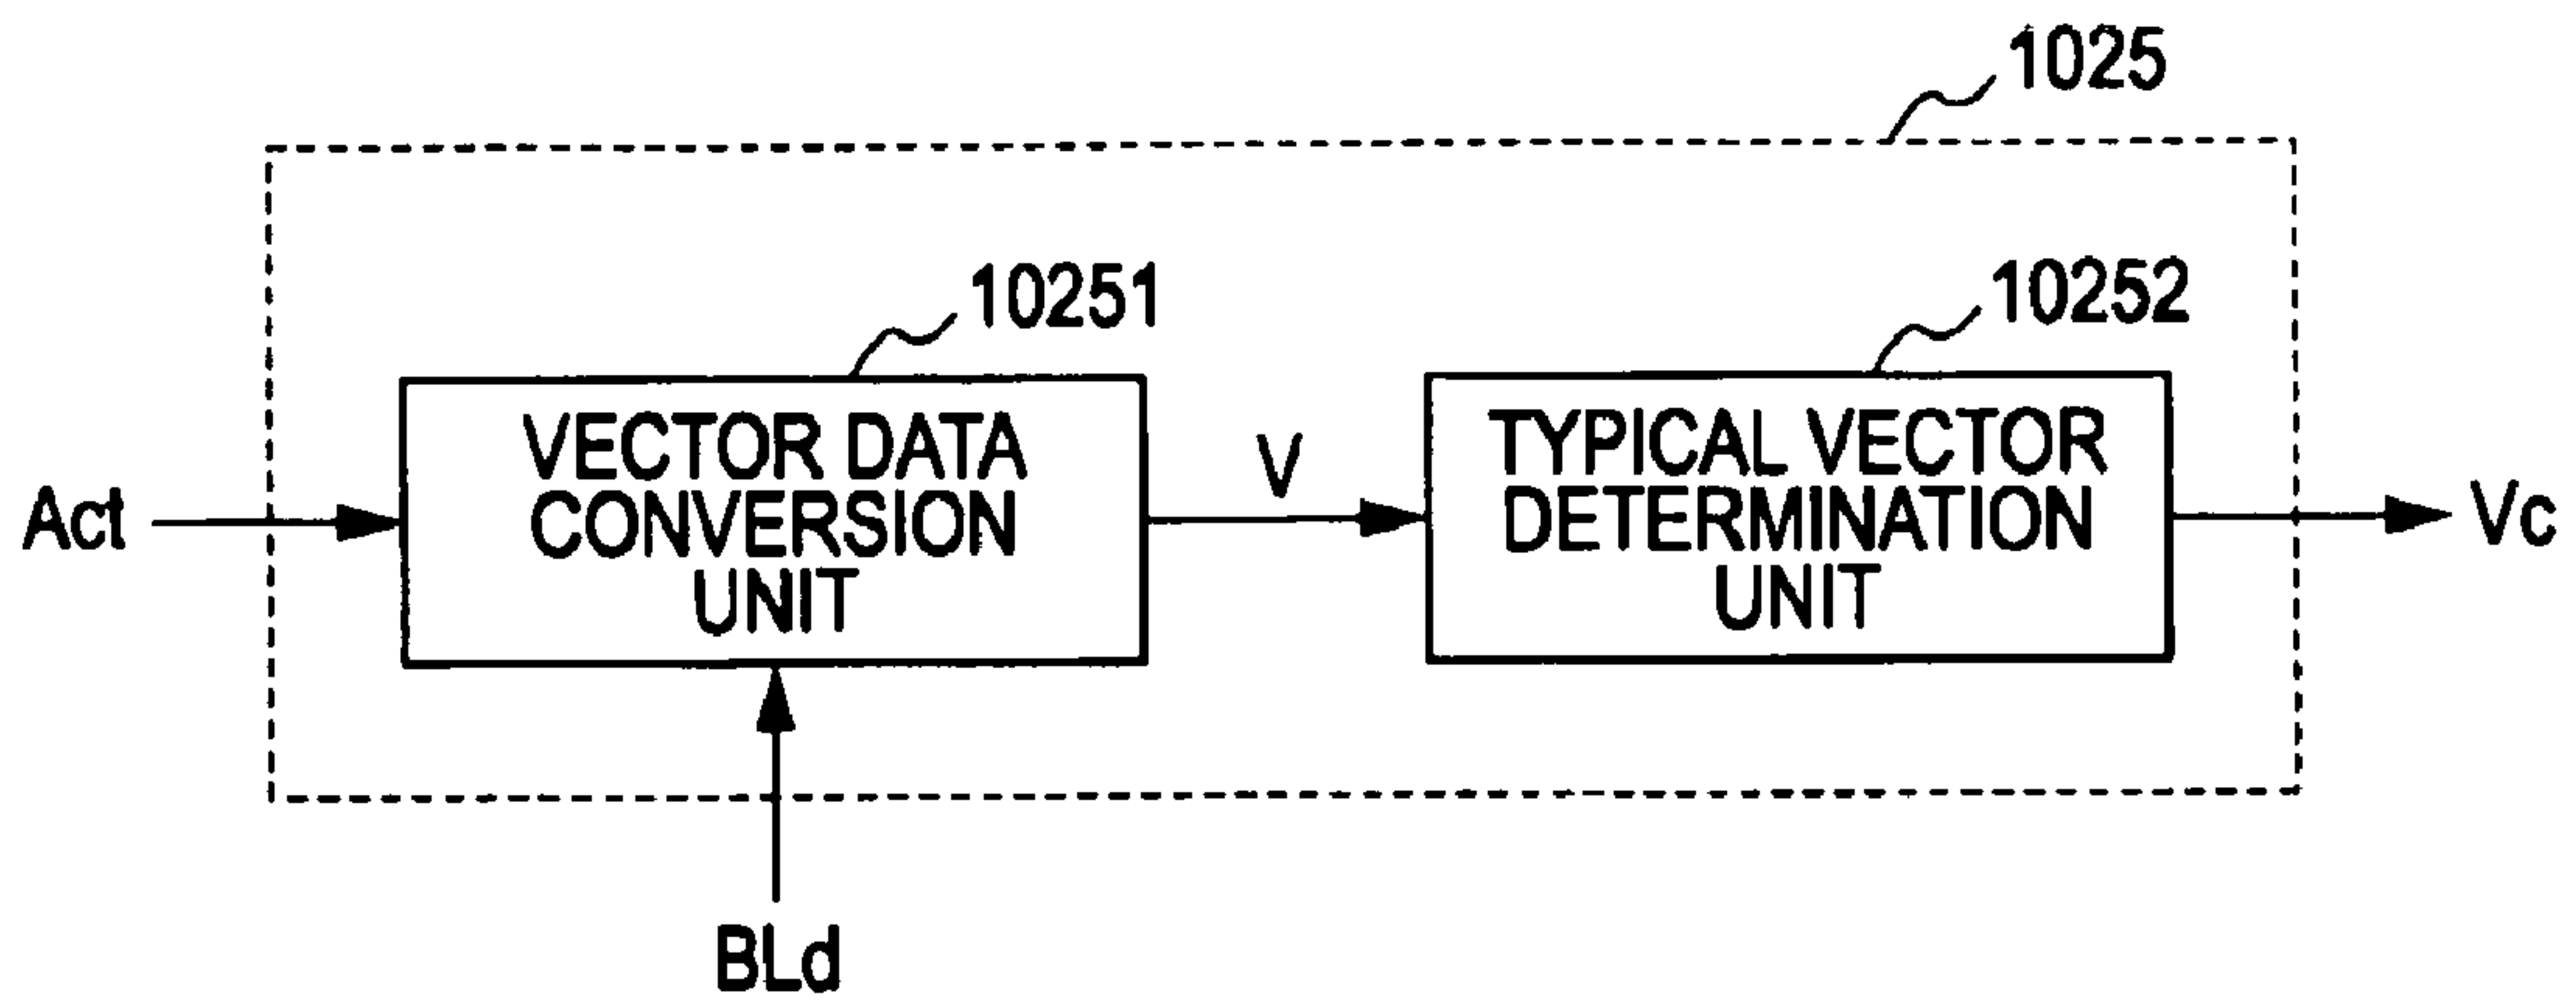 1025
10251
10252
VECTOR DATA
CONVERSION
UNIT
TYPICAL VECTOR
DETERMINATION
UNIT
Act
V
Vc
BLd